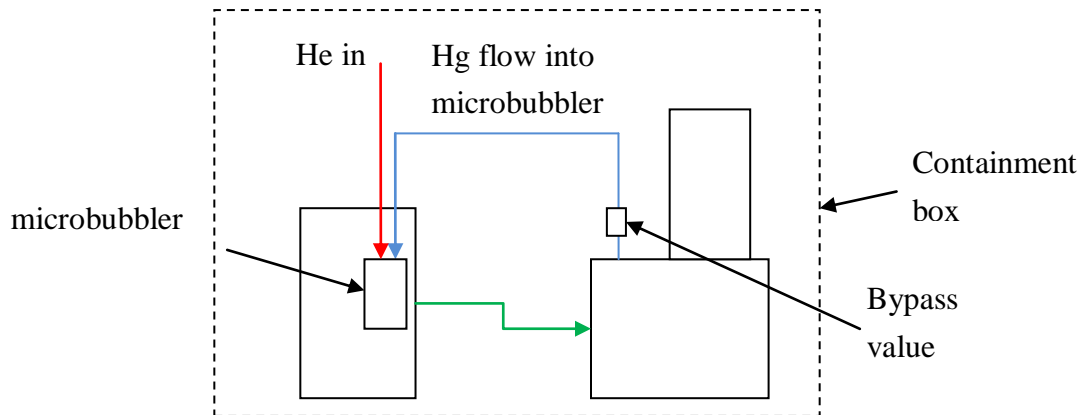 He in
Hg flow into
microbubbler
Containment
box
microbubbler
Bypass
value